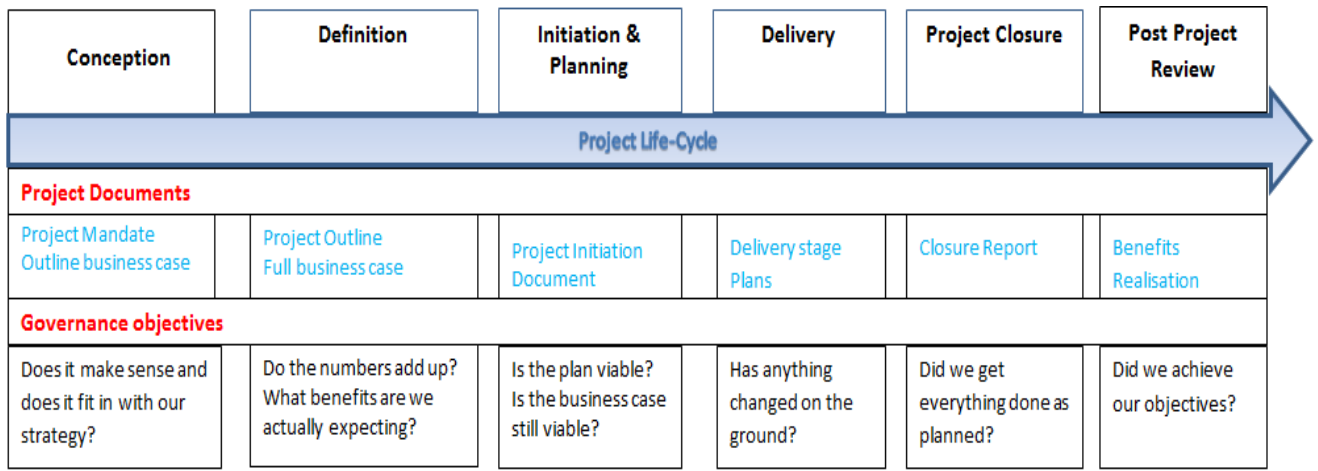 Conception
Definition
Initiation &
Planning
Delivery
Project Closure
Post Project
Review
Project Life-Cycle
Project Documents
Project Mandate
Outline business case
Project Outline
Full business case
Project Initiation
Document
Delivery stage
Plans
Closure Report
Benefits
Realisation
Governance objectives
Does it make sense and
does it fit in with our
strategy?
Do the numbers add up?
What benefits are we
actually expecting?
Is the plan viable?
Is the business case
still viable?
Has anything
changed on the
ground?
Did we get
everything done as
planned?
Did we achieve
our objectives?